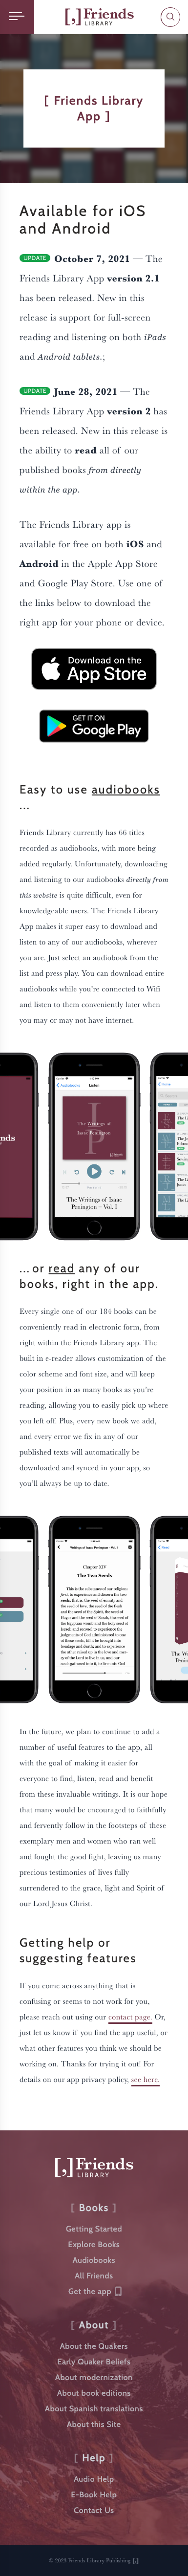 Friends
LIBRARY
[ Friends Library
App ]
Available for iOS
and Android
UPDATE October 7, 2021 — The
Friends Library App version 2.1
has been released. New in this
release is support for full-screen
reading and listening on both iPads
and Android tablets.;
UPDATE June 28, 2021 — The
Friends Library App version 2 has
been released. New in this release is
the ability to read all of our
published books from directly
within the app.
The Friends Library app is
available for free on both iOS and
Android in the Apple App Store
and Google Play Store. Use one of
the links below to download the
right app for your phone or device.
Download on the
App Store
GET IT ON
Google Play
Easy to use audiobooks
...
Friends Library currently has 66 titles
recorded as audiobooks, with more being
added regularly. Unfortunately, downloading
and listening to our audiobooks directly from
this website is quite difficult, even for
knowledgeable users. The Friends Library
App makes it super easy to download and
listen to any of our audiobooks, wherever
you are. Just select an audiobook from the
list and press play. You can download entire
audiobooks while you're connected to Wifi
and listen to them conveniently later when
you may or may not have internet.
Audiobooks
Listen
The Writings of
Isaac Penington
The Writings of Isaac
Penington – Vol. I
... or read any of our
books, right in the app.
Every single one of our 184 books can be
conveniently read in electronic form, from
right within the Friends Library app. The
built in e-reader allows customization of the
color scheme and font size, and will keep
your position in as many books as you're
reading, allowing you to easily pick up where
you left off. Plus, every new book we add,
and every error we fix in any of our
published texts will automatically be
downloaded and synced in your app, so
you'll always be up to date.
Chapter XIV
The Two Seeds
In the future, we plan to continue to add a
number of useful features to the app, all
with the goal of making it easier for
everyone to find, listen, read and benefit
from these invaluable writings. It is our hope
that many would be encouraged to faithfully
and fervently follow in the footsteps of these
exemplary men and women who ran well
and fought the good fight, leaving us many
precious testimonies of lives fully
surrendered to the grace, light and Spirit of
our Lord Jesus Christ.
Getting help or
suggesting features
If you come across anything that is
confusing or seems to not work for you,
please reach out using our contact page. Or,
just let us know if you find the app useful, or
what other features you think we should be
working on. Thanks for trying it out! For
details on our app privacy policy, see here.
Friends
LIBRARY
[ Books ]
Getting Started
Explore Books
Audiobooks
All Friends
Get the app
[ About ]
About the Quakers
Early Quaker Beliefs
About modernization
About book editions
About Spanish translations
About this Site
[ Help ]
Audio Help
E-Book Help
Contact Us
© 2023 Friends Library Publishing